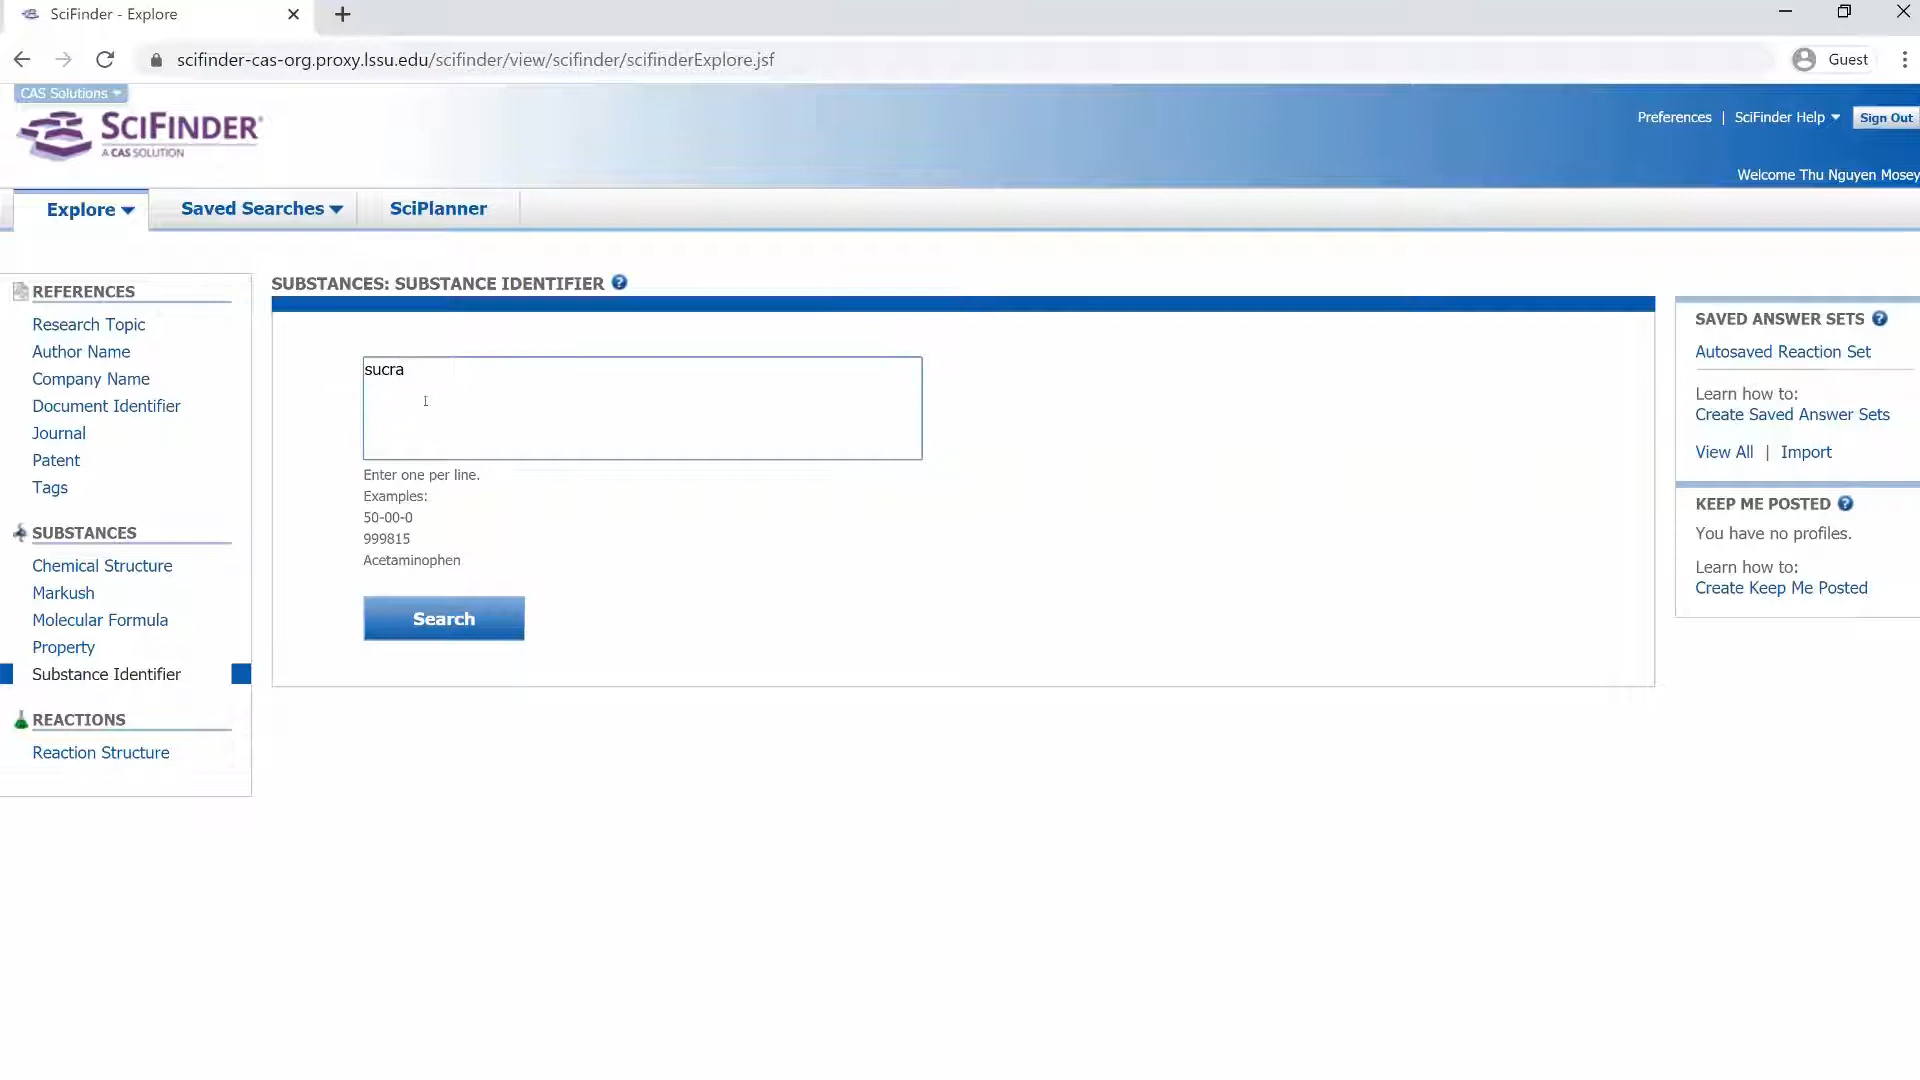 SciFinder - Explore
scifinder-cas-org.proxy.lssu.edu/scifinder/view/scifinder/scifinderExplore.jsf
Guest
CAS Solutions
SCIFINDER®
A CAS SOLUTION
Preferences | SciFinder Help
Sign Out
Welcome Thu Nguyen Mosey
Explore
Saved Searches
SciPlanner
REFERENCES
Research Topic
Author Name
Company Name
Document Identifier
Journal
Patent
Tags
SUBSTANCES
Chemical Structure
Markush
Molecular Formula
Property
Substance Identifier
REACTIONS
Reaction Structure
SUBSTANCES: SUBSTANCE IDENTIFIER
sucra
Enter one per line.
Examples:
50-00-0
999815
Acetaminophen
Search
SAVED ANSWER SETS
Autosaved Reaction Set
Learn how to:
Create Saved Answer Sets
View All | Import
KEEP ME POSTED
You have no profiles.
Learn how to:
Create Keep Me Posted